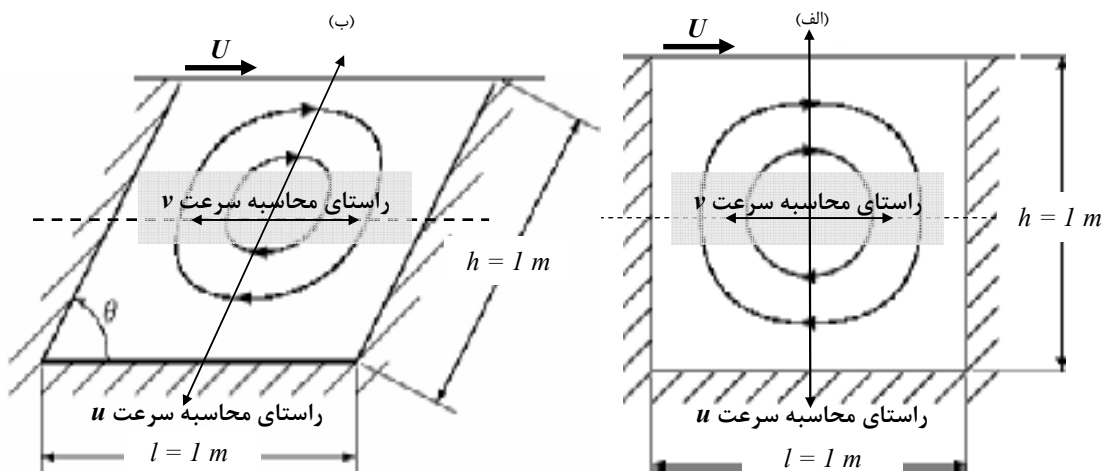 (ب)
U
راستای محاسبه سرعت v
θ
h = 1 m
راستای محاسبه سرعت u
l = 1 m
(الف)
U
راستای محاسبه سرعت v
h = 1 m
راستای محاسبه سرعت u
l = 1 m